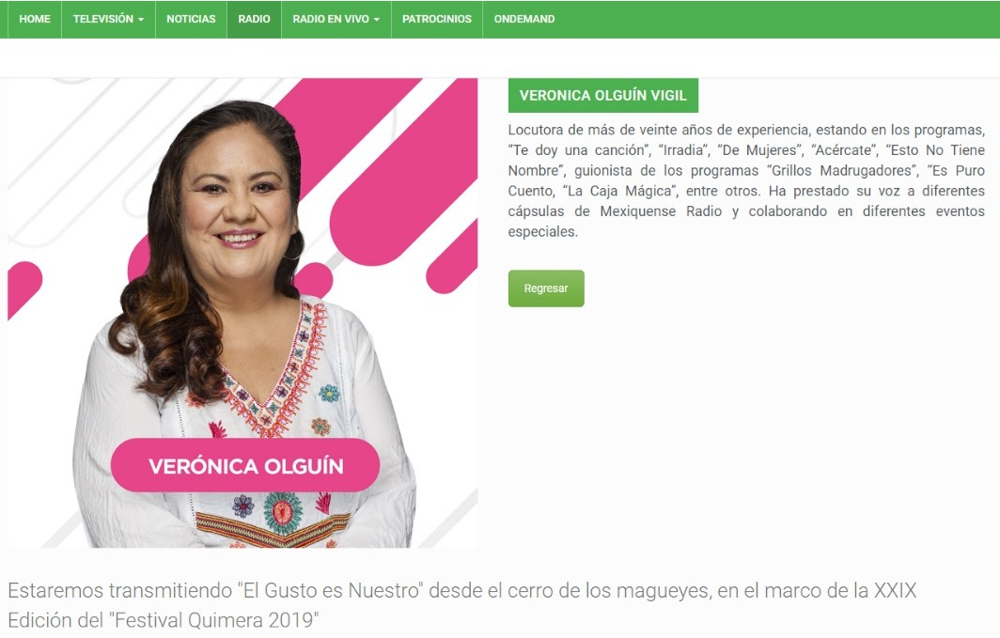 HOME TELEVISIÓN NOTICIAS RADIO RADIO EN VIVO PATROCINIOS ONDEMAND
VERÓNICA OLGUÍN
VERONICA OLGUÍN VIGIL
Locutora de más de veinte años de experiencia, estando en los programas,
“Te doy una canción”, “Irradia”, “De Mujeres”, “Acércate”, “Esto No Tiene
Nombre”, guionista de los programas “Grillos Madrugadores”, “Es Puro
Cuento, “La Caja Mágica”, entre otros. Ha prestado su voz a diferentes
cápsulas de Mexiquense Radio y colaborando en diferentes eventos
especiales.
Regresar
Estaremos transmitiendo "El Gusto es Nuestro" desde el cerro de los magueyes, en el marco de la XXIX
Edición del "Festival Quimera 2019"